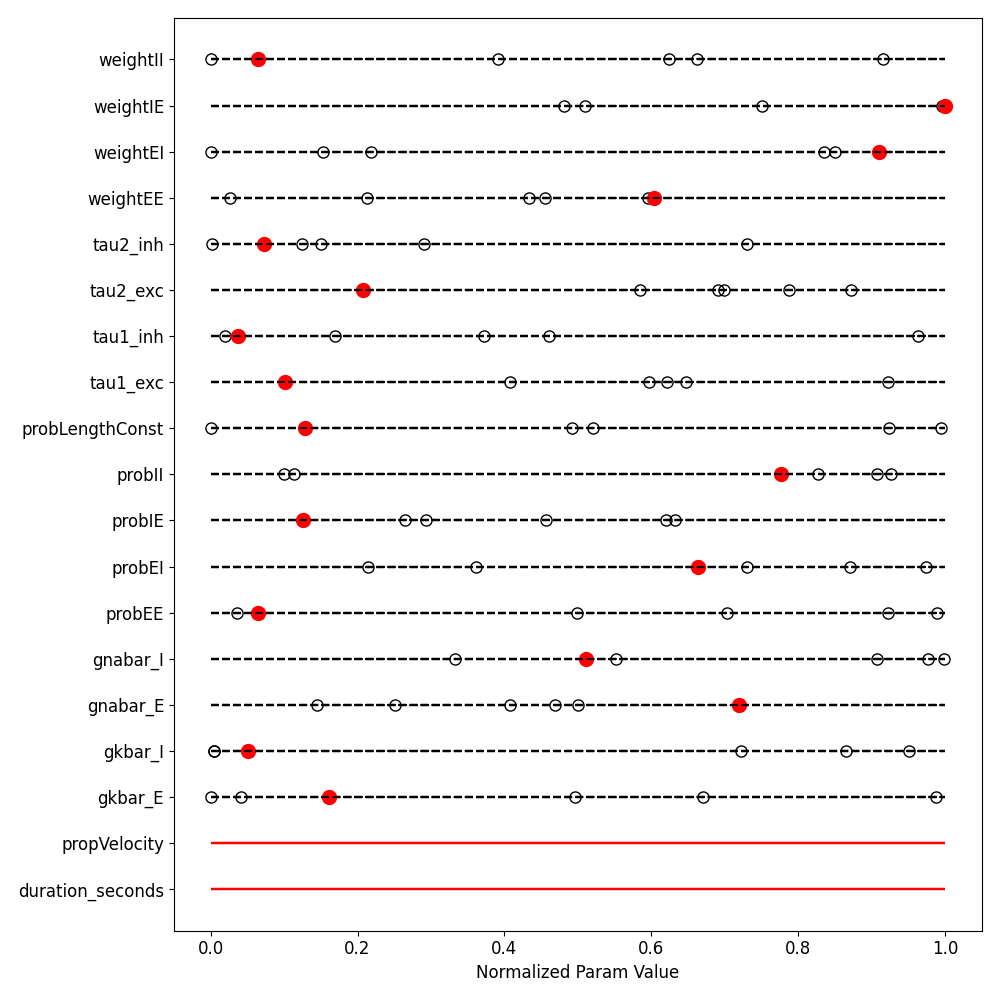 weightII
weightIE
weightEI
weightEE
tau2_inh
tau2_exc
tau1_inh
tau1_exc
probLengthConst
probII
probIE
probEI
probEE
gnabar_I
gnabar_E
gkbar_I
gkbar_E
propVelocity
duration_seconds
0.0 0.2 0.4 0.6 0.8 1.0
Normalized Param Value